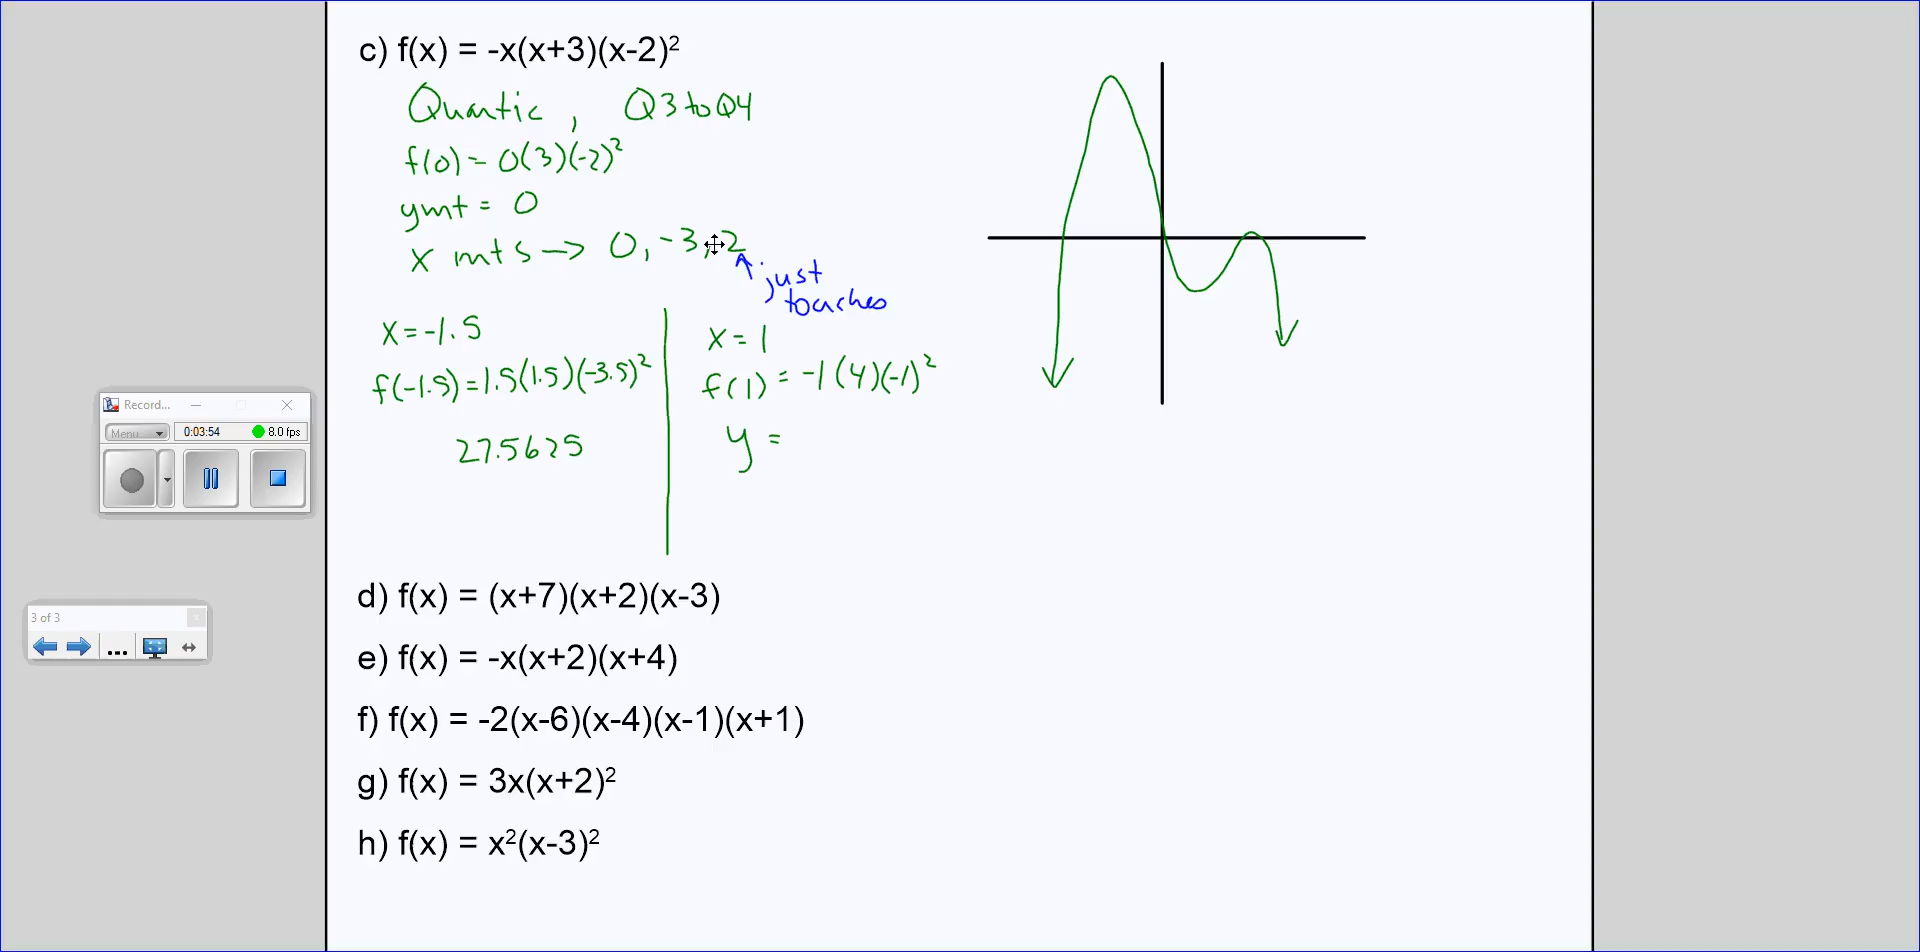 c) f(x) = -x(x+3)(x-2)²
Quantic , Q3 to Q4
f(0) = 0(3)(-2)²
yint = 0
x ints -> 0, -3, 2
just
touches
x = -1.5
f(-1.5) = 1.5(1.5)(-3.5)²
27.5625
x = 1
f(1) = -1(4)(-1)²
y =
Record...
Menu
0:03:54
8.0 fps
3 of 3
...
d) f(x) = (x+7)(x+2)(x-3)
e) f(x) = -x(x+2)(x+4)
f) f(x) = -2(x-6)(x-4)(x-1)(x+1)
g) f(x) = 3x(x+2)²
h) f(x) = x²(x-3)²